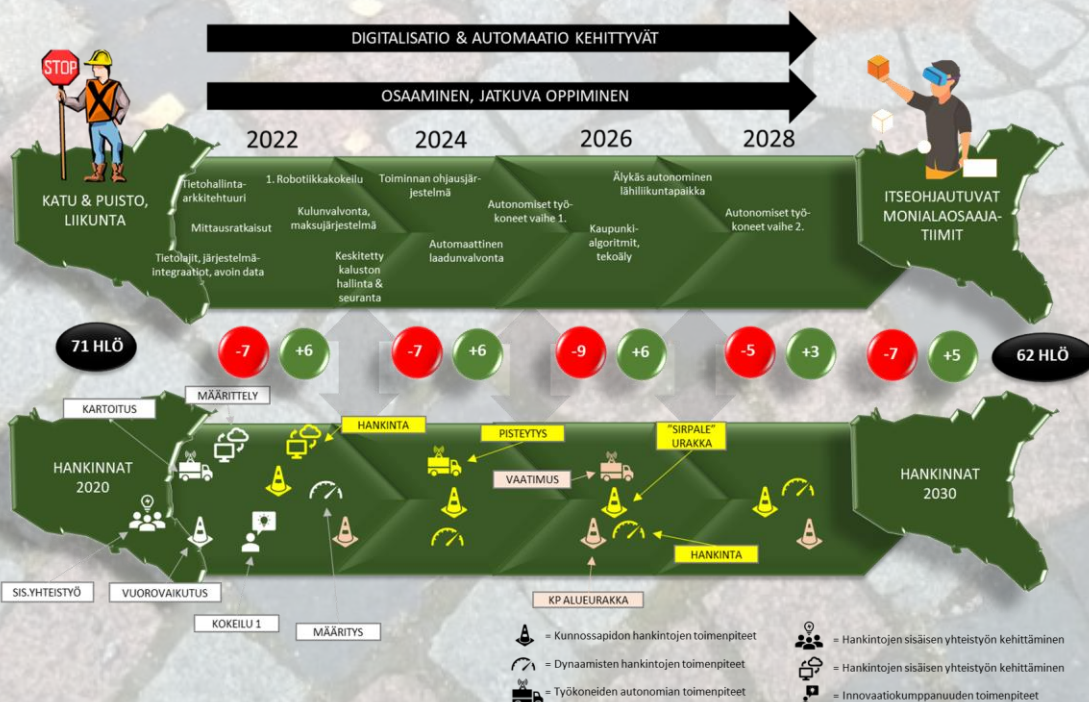 DIGITALISATIO & AUTOMAATIO KEHITTYVÄT
STOP
OSAAMINEN, JATKUVA OPPIMINEN
2022
2024
2026
2028
KATU & PUISTO,
LIIKUNTA
Tietohallinta-
arkkitehtuuri
Mittausratkaisut
Tietolajit, järjestelmä-
integraatiot, avoin data
1. Robotiikkakokeilu
Kulunvalvonta,
maksujärjestelmä
Keskitetty
kaluston
hallinta &
seuranta
Toiminnan ohjausjär-
jestelmä
Automaattinen
laadunvalvonta
Autonomiset työ-
koneet vaihe 1.
Älykäs autonominen
lähiliikuntapaikka
Kaupunki-
algoritmit,
tekoäly
Autonomiset työ-
koneet vaihe 2.
ITSEOHJAUTUVAT
MONIALAOSAAJA-
TIIMIT
71 HLÖ
-7
+6
-7
+6
-9
+6
-5
+3
-7
+5
62 HLÖ
KARTOITUS
MÄÄRITTELY
HANKINTA
PISTEYTYS
"SIRPALE"
URAKKA
HANKINNAT
2020
VAATIMUS
HANKINNAT
2030
HANKINTA
SIS.YHTEISTYÖ
VUOROVAIKUTUS
KOKEILU 1
MÄÄRITYS
KP ALUEURAKKA
= Kunnossapidon hankintojen toimenpiteet
= Dynaamisten hankintojen toimenpiteet
= Työkoneiden autonomian toimenpiteet
= Hankintojen sisäisen yhteistyön kehittäminen
= Hankintojen sisäisen yhteistyön kehittäminen
= Innovaatiokumppanuuden toimenpiteet